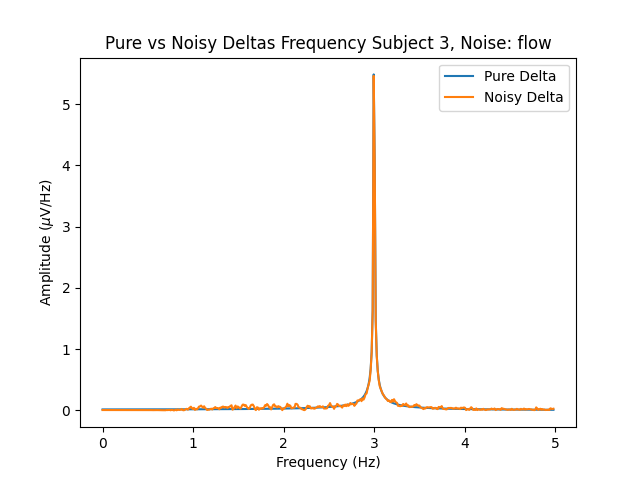 Pure vs Noisy Deltas Frequency Subject 3, Noise: flow
Pure Delta
Noisy Delta
Amplitude (μV/Hz)
5
4
3
2
1
0
0 1 2 3 4 5
Frequency (Hz)